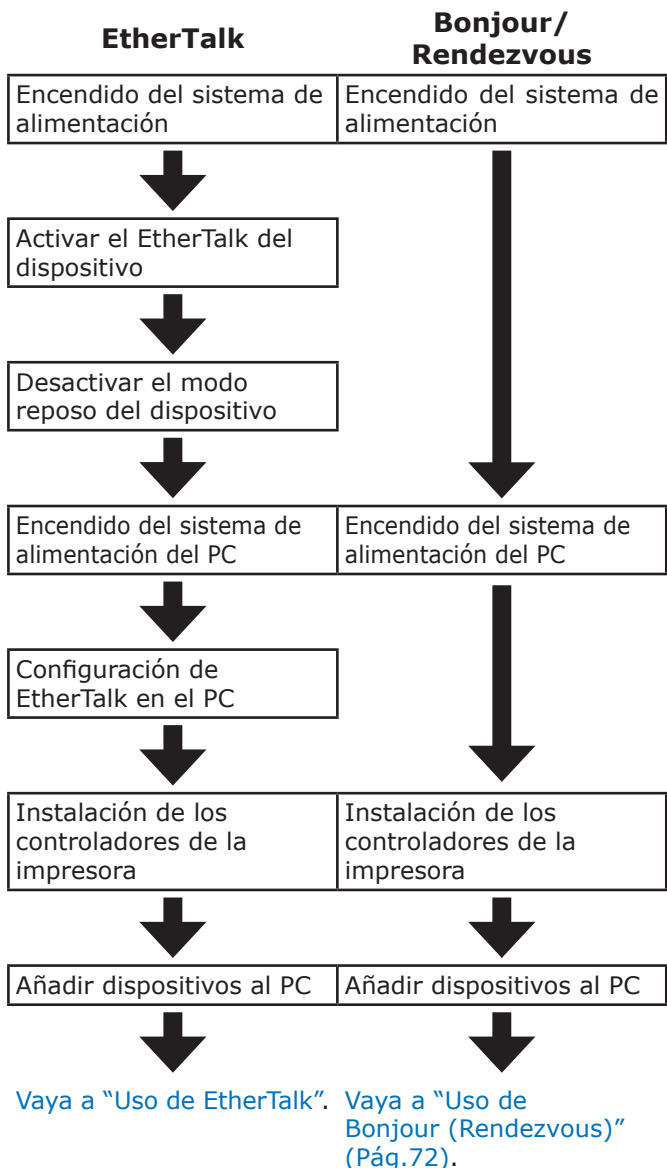 EtherTalk
Bonjour/
Rendezvous
Encendido del sistema de
alimentación
Encendido del sistema de
alimentación
Activar el EtherTalk del
dispositivo
Desactivar el modo
reposo del dispositivo
Encendido del sistema de
alimentación del PC
Encendido del sistema de
alimentación del PC
Configuración de
EtherTalk en el PC
Instalación de los
controladores de la
impresora
Instalación de los
controladores de la
impresora
Añadir dispositivos al PC
Añadir dispositivos al PC
Vaya a “Uso de EtherTalk”.
Vaya a “Uso de
Bonjour (Rendezvous)”
(Pág.72).